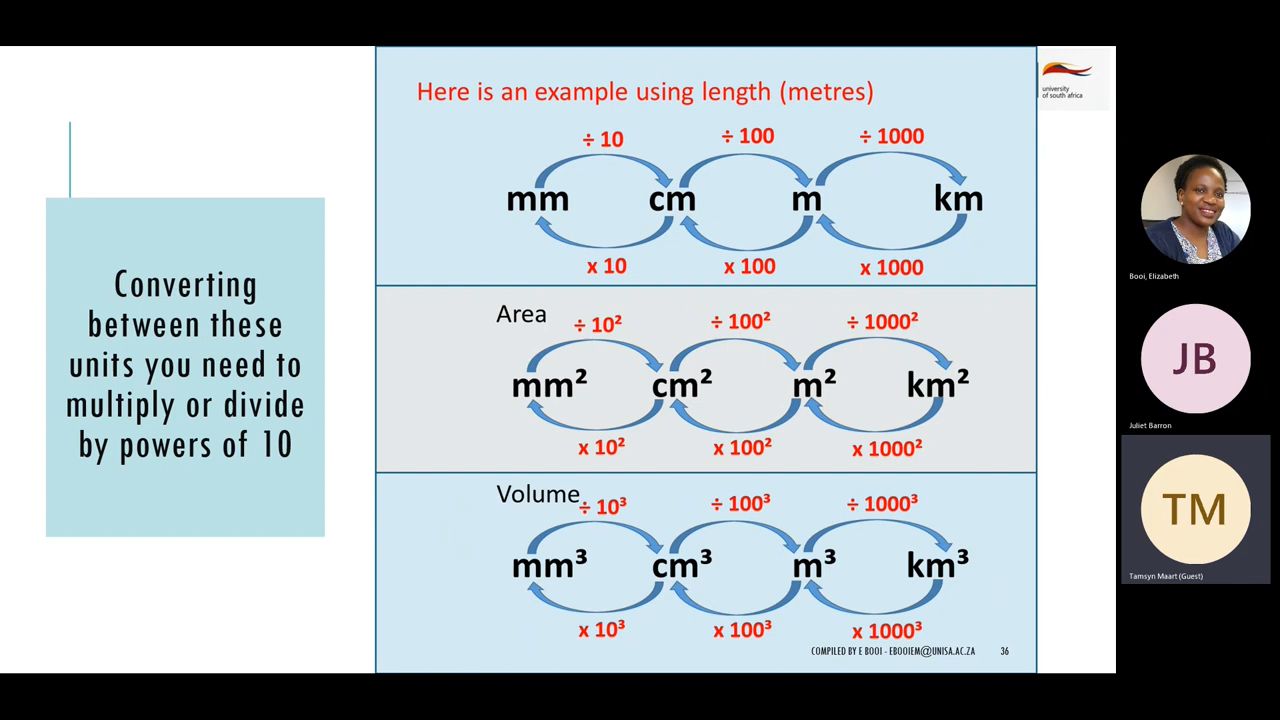 Converting
between these
units you need to
multiply or divide
by powers of 10
Here is an example using length (metres)
÷ 10 ÷ 100 ÷ 1000
mm cm m km
x 10 x 100 x 1000
Area
÷ 10² ÷ 100² ÷ 1000²
mm² cm² m² km²
x 10² x 100² x 1000²
Volume
÷ 10³ ÷ 100³ ÷ 1000³
mm³ cm³ m³ km³
x 10³ x 100³ x 1000³
COMPILED BY E BOOI - EBOOIEM@UNISA.AC.ZA 36
university
of south africa
Booi, Elizabeth
JB
Juliet Barron
TM
Tamsyn Maart (Guest)